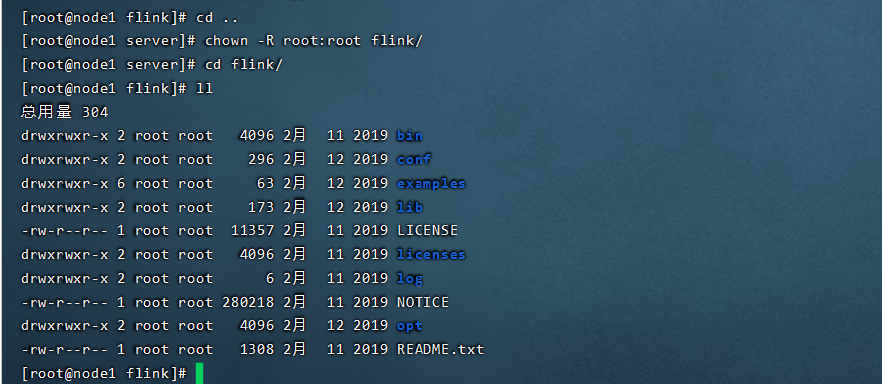 [root@node1 flink]# cd ..
[root@node1 server]# chown -R root:root flink/
[root@node1 server]# cd flink/
[root@node1 flink]# ll
总用量 304
drwxrwxr-x 2 root root   4096 2月  11 2019 bin
drwxrwxr-x 2 root root    296 2月  12 2019 conf
drwxrwxr-x 6 root root     63 2月  12 2019 examples
drwxrwxr-x 2 root root    173 2月  12 2019 lib
-rw-r--r-- 1 root root  11357 2月  11 2019 LICENSE
drwxrwxr-x 2 root root   4096 2月  11 2019 licenses
drwxrwxr-x 2 root root      6 2月  11 2019 log
-rw-r--r-- 1 root root 280218 2月  11 2019 NOTICE
drwxrwxr-x 2 root root   4096 2月  12 2019 opt
-rw-r--r-- 1 root root   1308 2月  11 2019 README.txt
[root@node1 flink]#